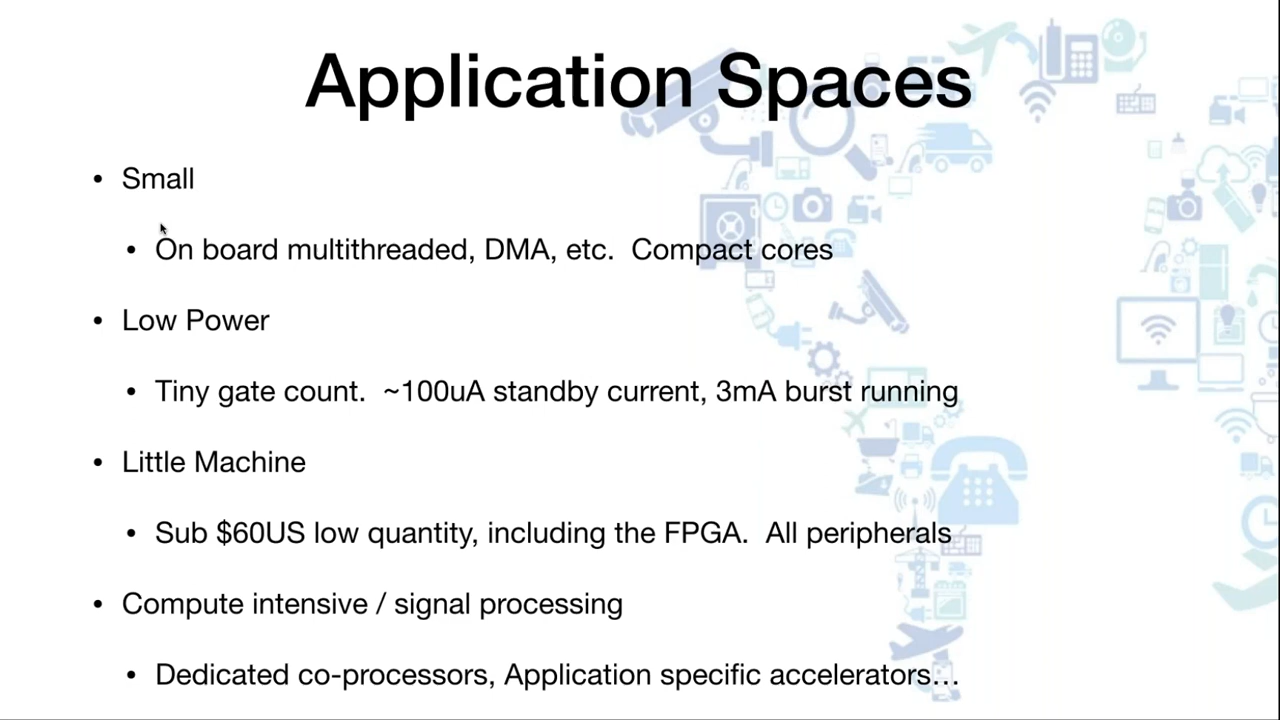 Application Spaces
• Small
• On board multithreaded, DMA, etc.  Compact cores
• Low Power
• Tiny gate count.  ~100uA standby current, 3mA burst running
• Little Machine
• Sub $60US low quantity, including the FPGA.  All peripherals
• Compute intensive / signal processing
• Dedicated co-processors, Application specific accelerators…